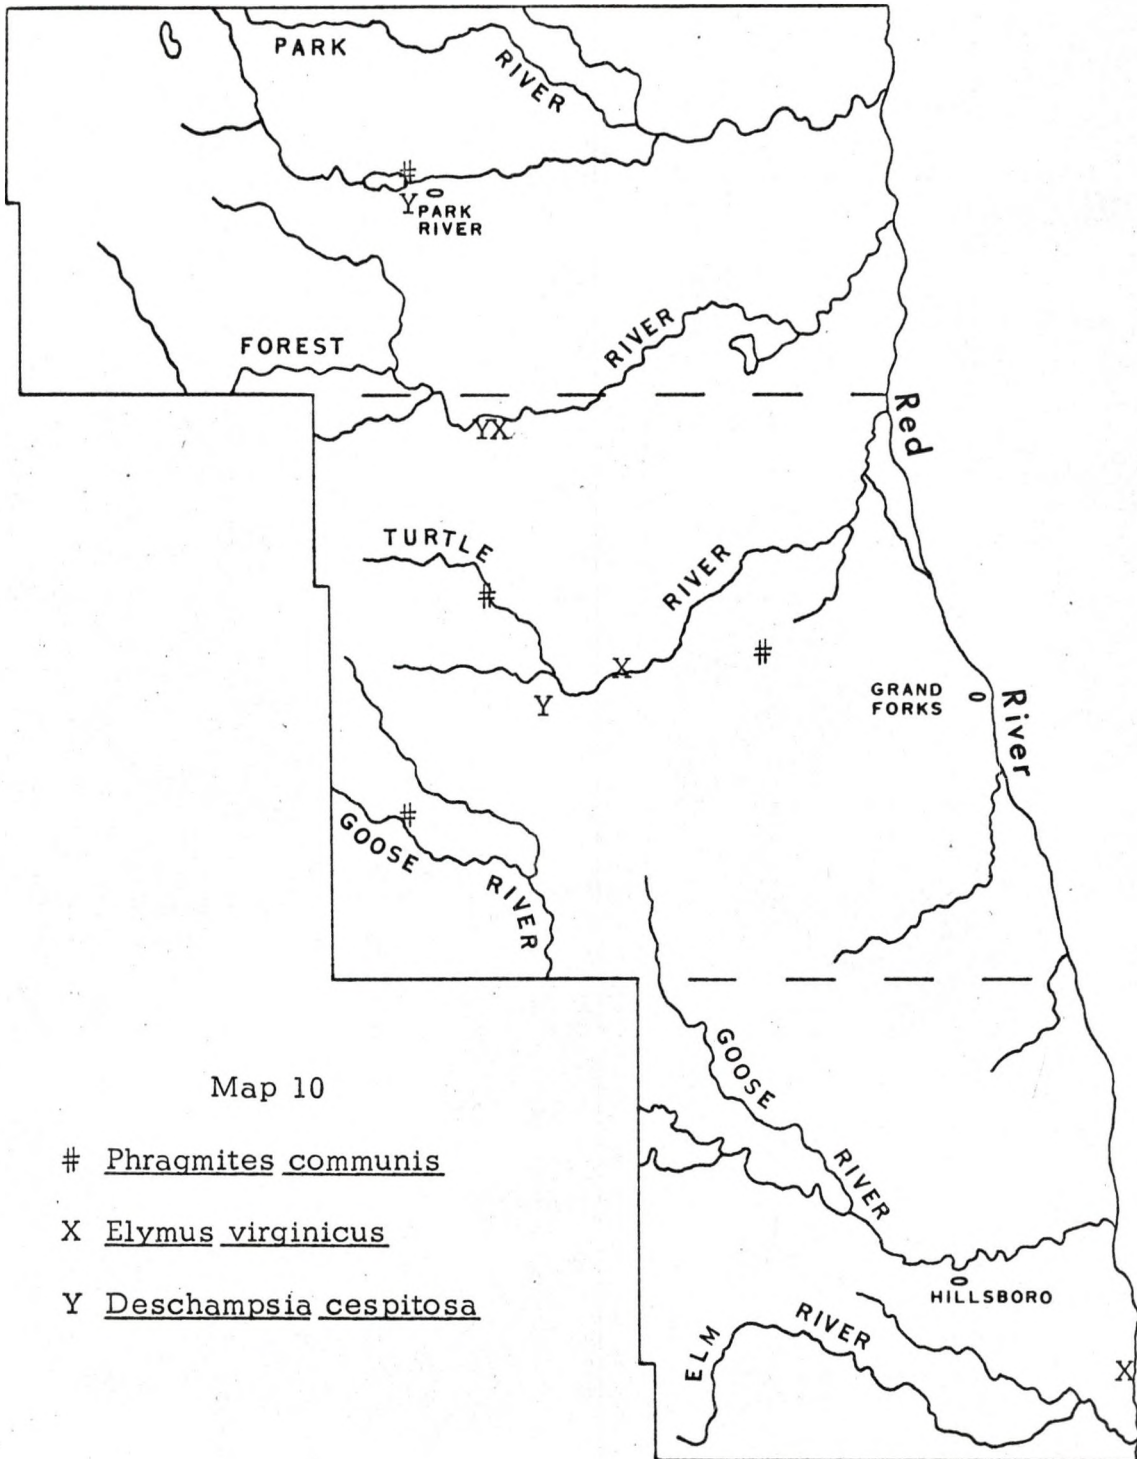 PARK
RIVER
#
Y
PARK
RIVER
FOREST
RIVER
YX
Red
TURTLE
RIVER
#
X
#
Y
GRAND
FORKS
River
#
GOOSE
RIVER
GOOSE
RIVER
HILLSBORO
ELM
RIVER
X
Map 10
# Phragmites communis
X Elymus virginicus
Y Deschampsia cespitosa